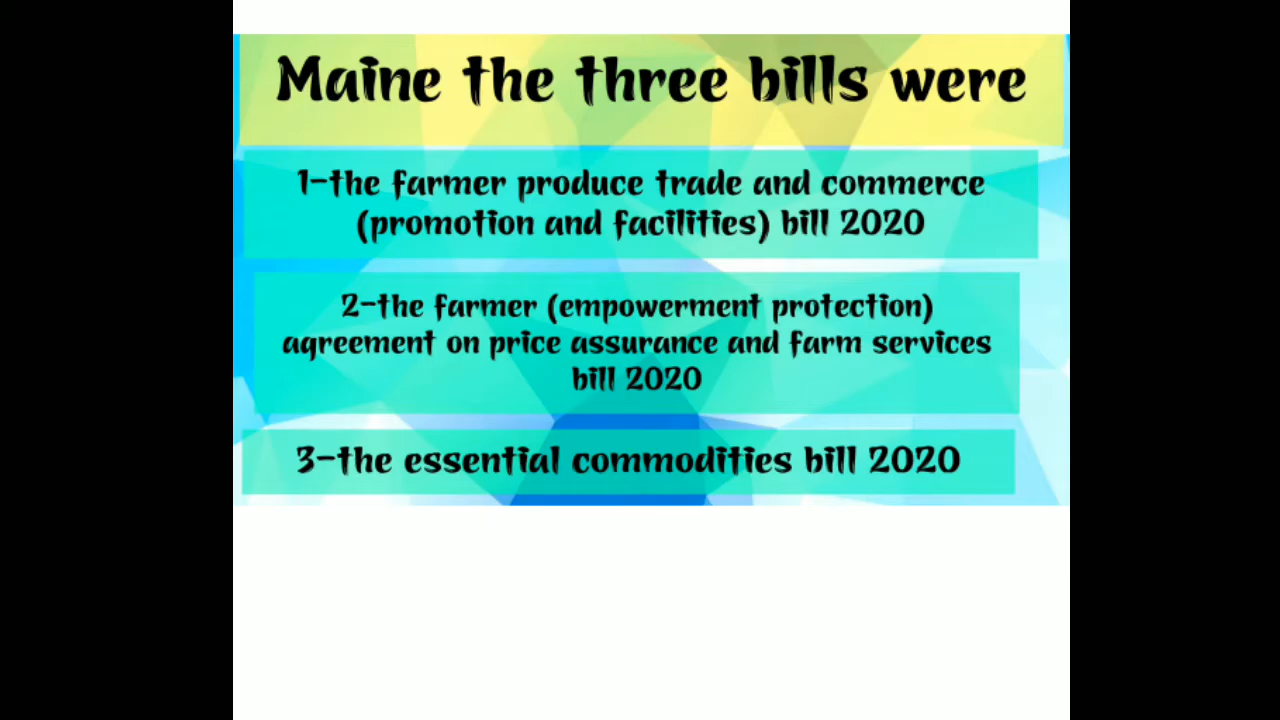 Maine the three bills were
1-the farmer produce trade and commerce
(promotion and facilities) bill 2020
2-the farmer (empowerment protection)
agreement on price assurance and farm services
bill 2020
3-the essential commodities bill 2020